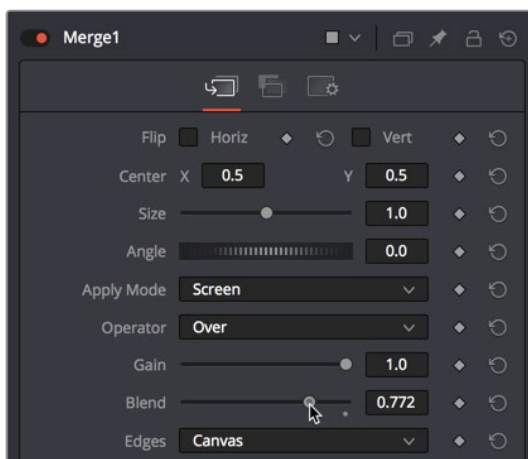 Merge1
Flip Horiz Vert
Center X 0.5 Y 0.5
Size 1.0
Angle 0.0
Apply Mode Screen
Operator Over
Gain 1.0
Blend 0.772
Edges Canvas